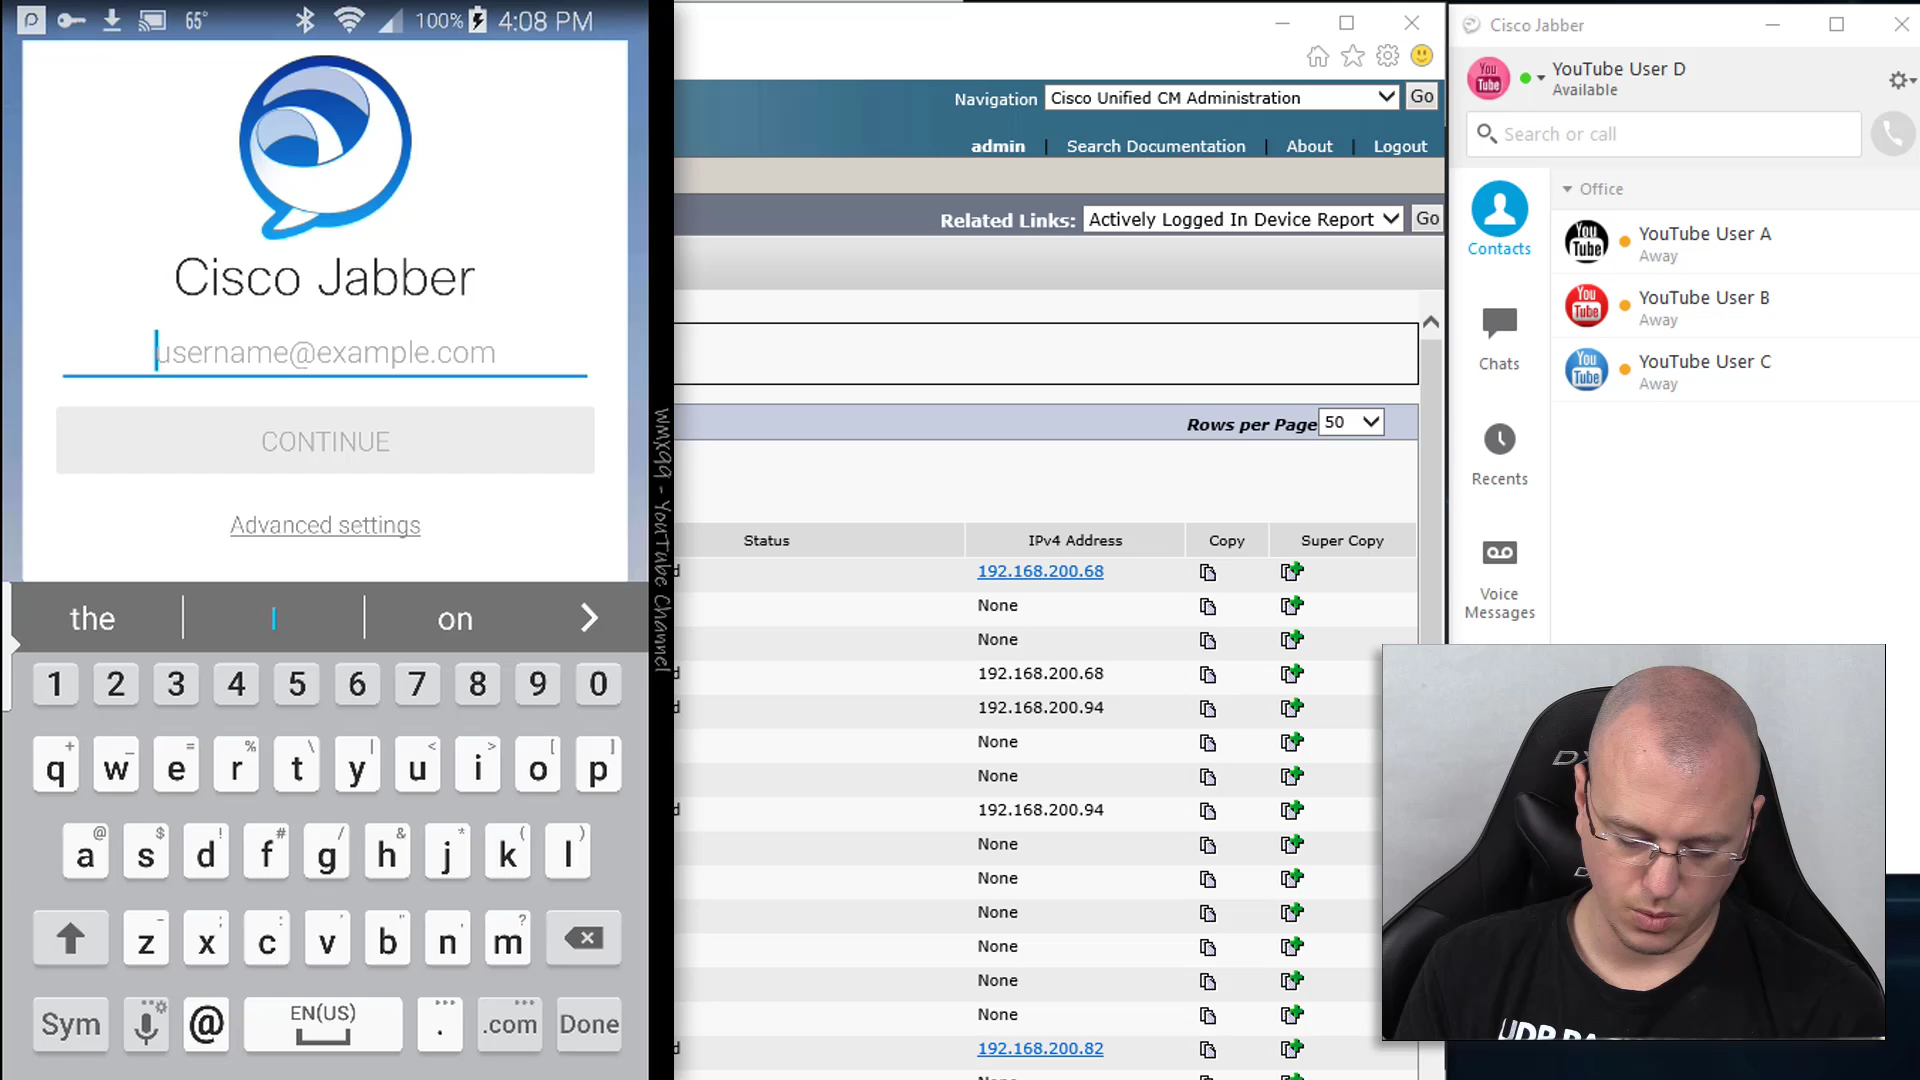 65°
100%
4:08 PM
Cisco Jabber
username@example.com
CONTINUE
Advanced settings
the
I
on
1 2 3 4 5 6 7 8 9 0
q w e r t y u i o p
a s d f g h j k l
z x c v b n m
Sym
@
EN(US)
.
.com
Done
wmxqq - YouTube Channel
Navigation
Cisco Unified CM Administration
Go
admin | Search Documentation | About | Logout
Related Links:
Actively Logged In Device Report
Go
Rows per Page
50
Status
IPv4 Address
Copy
Super Copy
192.168.200.68
None
None
192.168.200.68
192.168.200.94
None
None
192.168.200.94
None
None
None
None
None
None
192.168.200.82
Cisco Jabber
YouTube User D
Available
Search or call
Contacts
Chats
Recents
Voice
Messages
Office
YouTube User A
Away
YouTube User B
Away
YouTube User C
Away